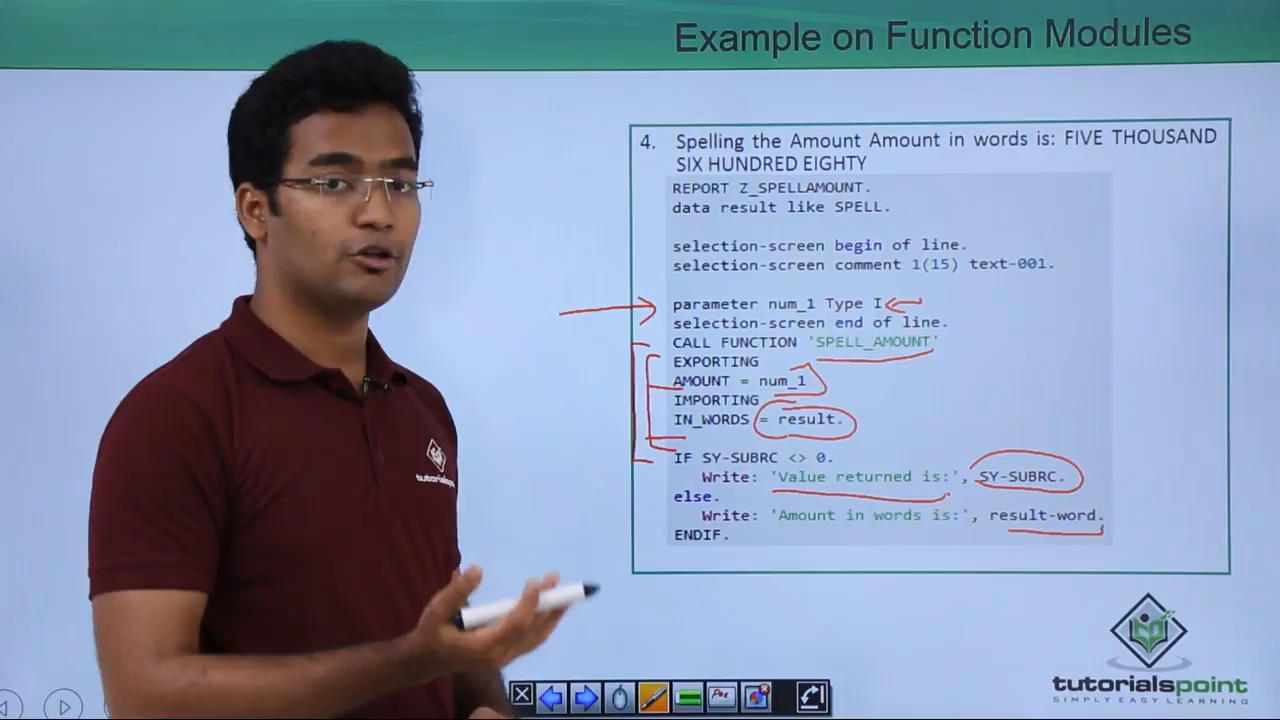 Example on Function Modules
4. Spelling the Amount Amount in words is: FIVE THOUSAND
SIX HUNDRED EIGHTY
REPORT Z_SPELLAMOUNT.
data result like SPELL.
selection-screen begin of line.
selection-screen comment 1(15) text-001.
parameter num_1 Type I
selection-screen end of line.
CALL FUNCTION 'SPELL_AMOUNT'
EXPORTING
AMOUNT = num_1
IMPORTING
IN_WORDS = result.
IF SY-SUBRC <> 0.
Write: 'Value returned is:', SY-SUBRC.
else.
Write: 'Amount in words is:', result-word.
ENDIF.
tutorialspoint
SIMPLY EASY LEARNING